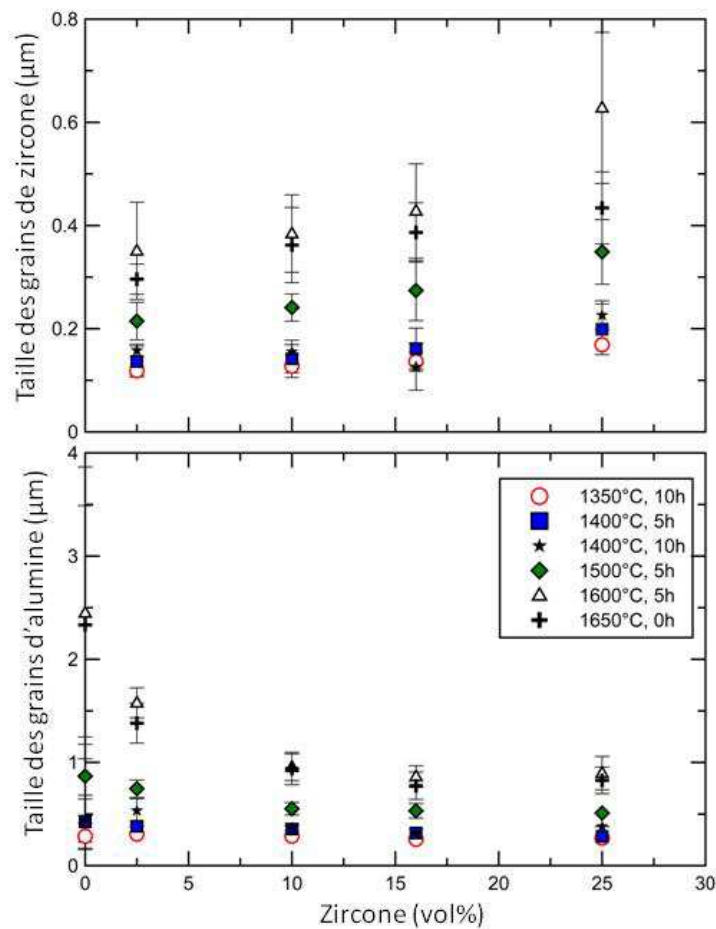 Taille des grains de zircone (µm)
0.8
0.6
0.4
0.2
0
Taille des grains d'alumine (µm)
4
3
2
1
0
1350°C, 10h
1400°C, 5h
1400°C, 10h
1500°C, 5h
1600°C, 5h
1650°C, 0h
0 5 10 15 20 25 30
Zircone (vol%)